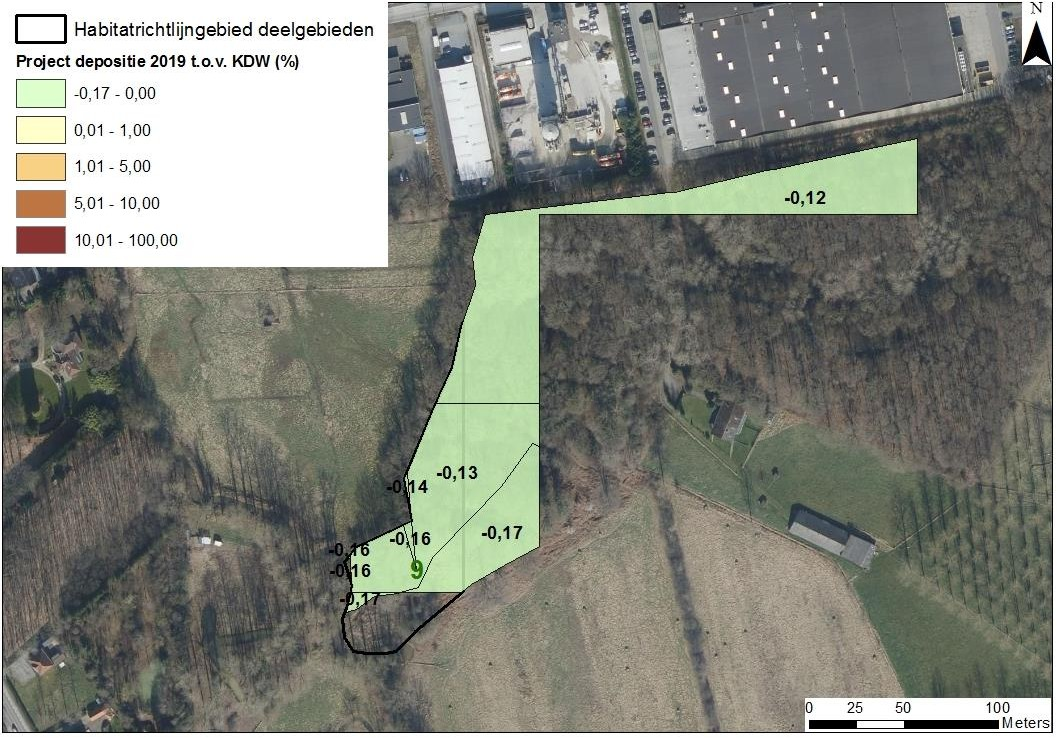 Habitatrichtlijngebied deelgebieden
Project depositie 2019 t.o.v. KDW (%)
-0,17 - 0,00
0,01 - 1,00
1,01 - 5,00
5,01 - 10,00
10,01 - 100,00
N
-0,12
-0,13
-0,14
-0,17
-0,16
-0,16
-0,16
9
-0,17
0 25 50 100
Meters